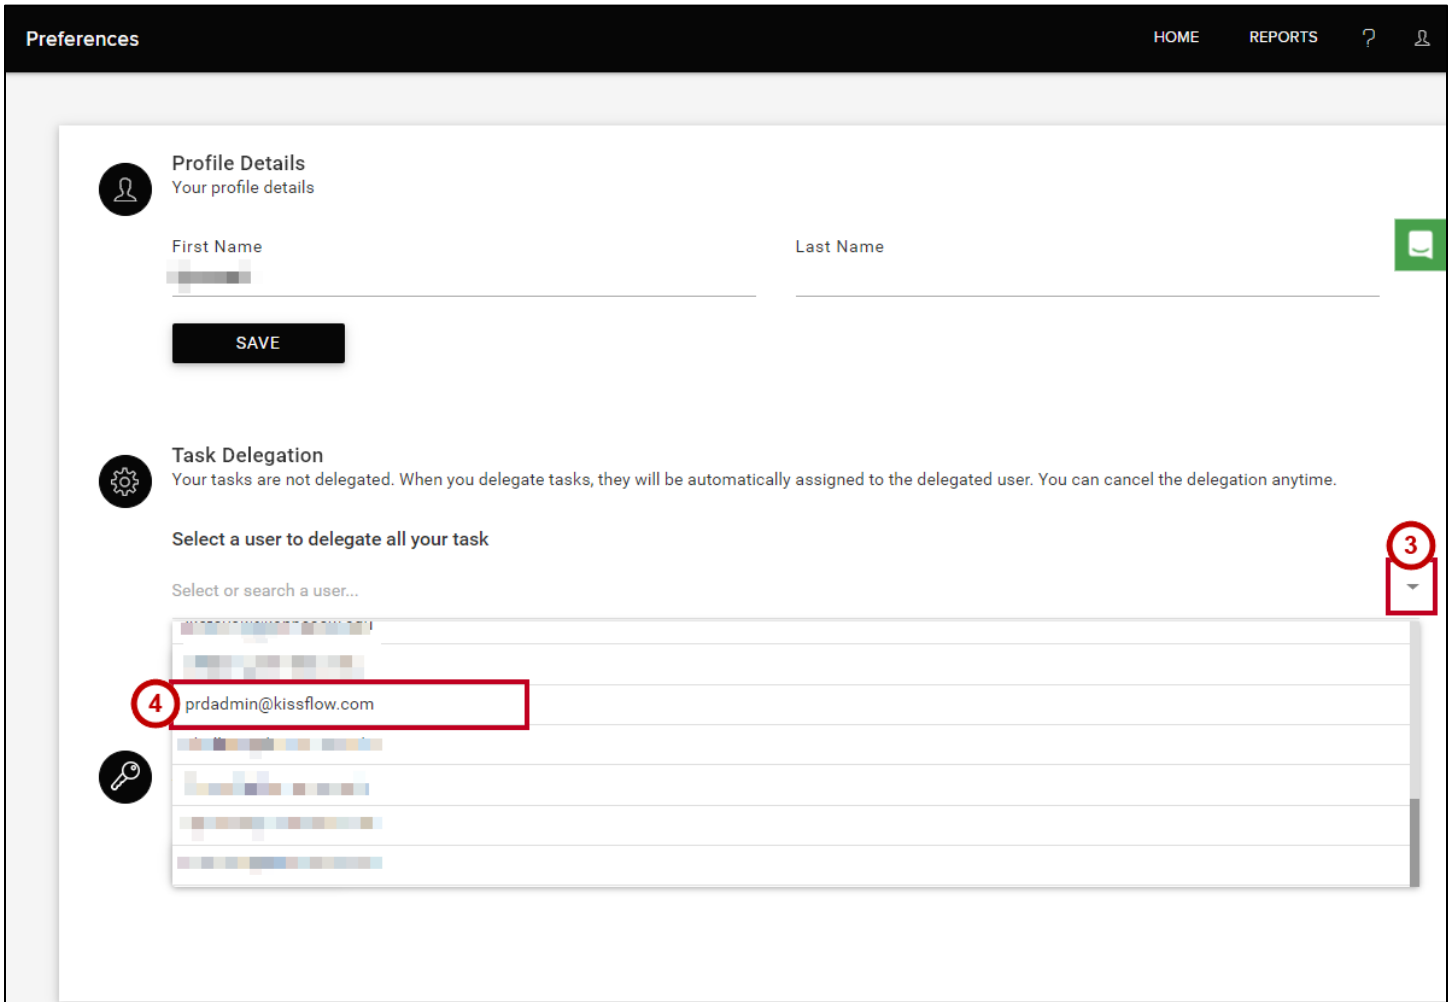 Preferences
HOME
REPORTS
?
Profile Details
Your profile details
First Name
Last Name
SAVE
Task Delegation
Your tasks are not delegated. When you delegate tasks, they will be automatically assigned to the delegated user. You can cancel the delegation anytime.
Select a user to delegate all your task
3
Select or search a user...
4
prdadmin@kissflow.com